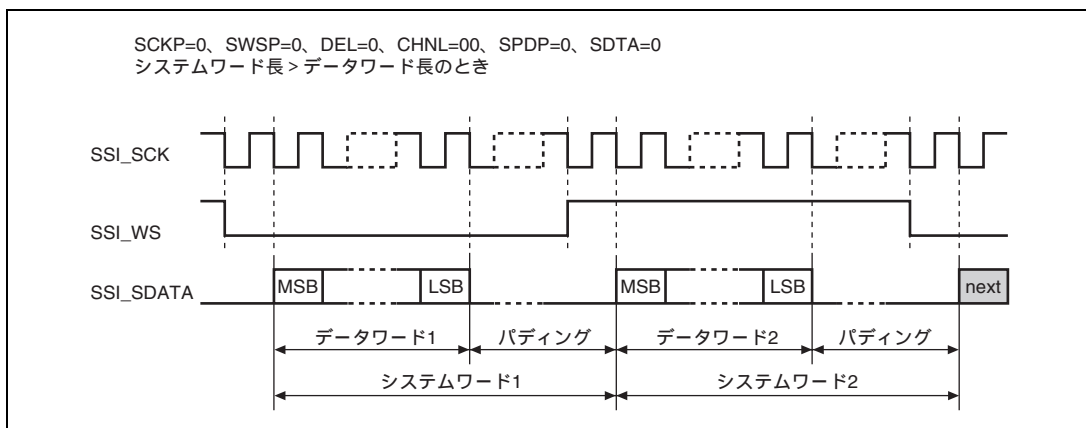 SCKP=0、SWSP=0、DEL=0、CHNL=00、SPDP=0、SDTA=0
システムワード長 > データワード長のとき
SSI_SCK
SSI_WS
SSI_SDATA
MSB
LSB
MSB
LSB
next
データワード1
パディング
データワード2
パディング
システムワード1
システムワード2